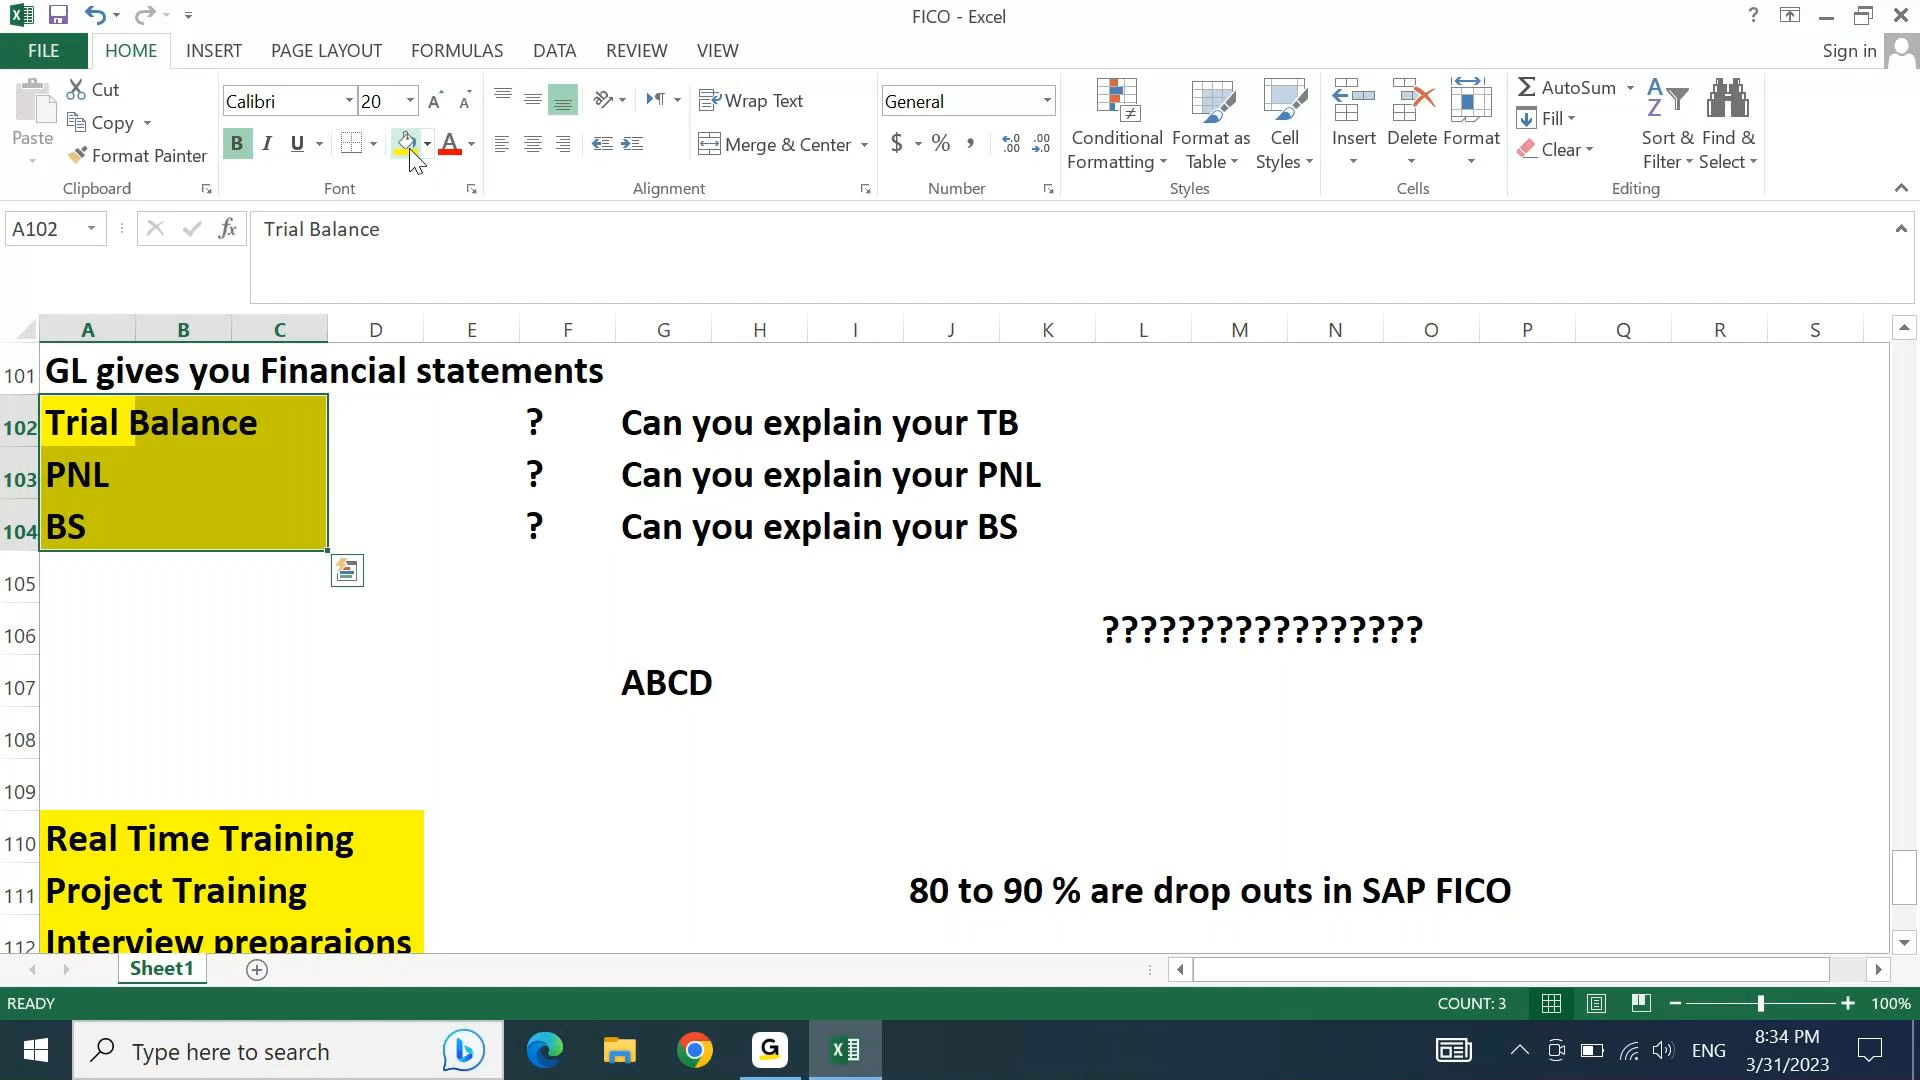 FICO - Excel
?
FILE HOME INSERT PAGE LAYOUT FORMULAS DATA REVIEW VIEW Sign in
Paste
Cut
Copy
Format Painter
Calibri 20
B I U A
Wrap Text
Merge & Center
General
$ % ,
Conditional Formatting
Format as Table
Cell Styles
Insert Delete Format
AutoSum
Fill
Clear
Sort & Filter
Find & Select
Clipboard Font Alignment Number Styles Cells Editing
A102 fx Trial Balance
A B C D E F G H I J K L M N O P Q R S
101 GL gives you Financial statements
102 Trial Balance ? Can you explain your TB
103 PNL ? Can you explain your PNL
104 BS ? Can you explain your BS
105
106 ?????????????????
107 ABCD
108
109
110 Real Time Training
111 Project Training 80 to 90 % are drop outs in SAP FICO
112 Interview preparaions
Sheet1
READY COUNT: 3 100%
Type here to search
ENG
8:34 PM
3/31/2023